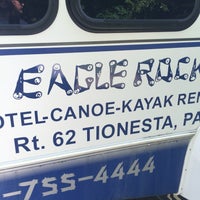 EAGLE ROCK
OTEL-CANOE-KAYAK REN
Rt. 62 TIONESTA, PA
-755-4444